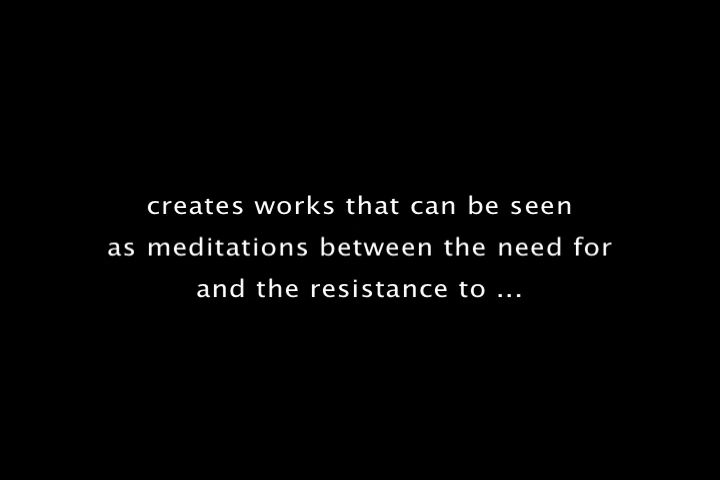 creates works that can be seen
as meditations between the need for
and the resistance to ...